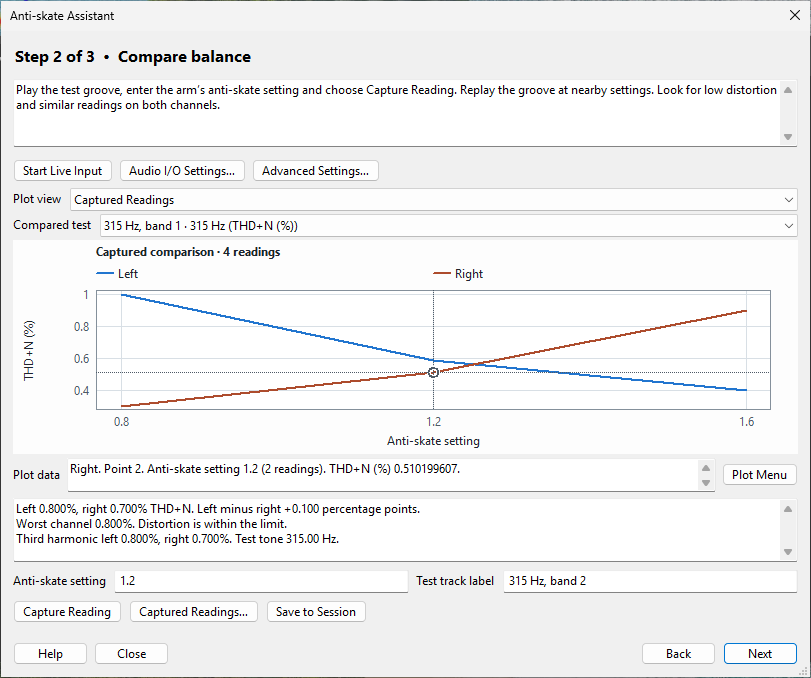 Anti-skate Assistant
Step 2 of 3 • Compare balance
Play the test groove, enter the arm's anti-skate setting and choose Capture Reading. Replay the groove at nearby settings. Look for low distortion
and similar readings on both channels.
Start Live Input
Audio I/O Settings...
Advanced Settings...
Plot view
Captured Readings
Compared test
315 Hz, band 1 · 315 Hz (THD+N (%))
Captured comparison · 4 readings
Left
Right
THD+N (%)
1
0.8
0.6
0.4
0.8
1.2
1.6
Anti-skate setting
Plot data
Right. Point 2. Anti-skate setting 1.2 (2 readings). THD+N (%) 0.510199607.
Plot Menu
Left 0.800%, right 0.700% THD+N. Left minus right +0.100 percentage points.
Worst channel 0.800%. Distortion is within the limit.
Third harmonic left 0.800%, right 0.700%. Test tone 315.00 Hz.
Anti-skate setting
1.2
Test track label
315 Hz, band 2
Capture Reading
Captured Readings...
Save to Session
Help
Close
Back
Next